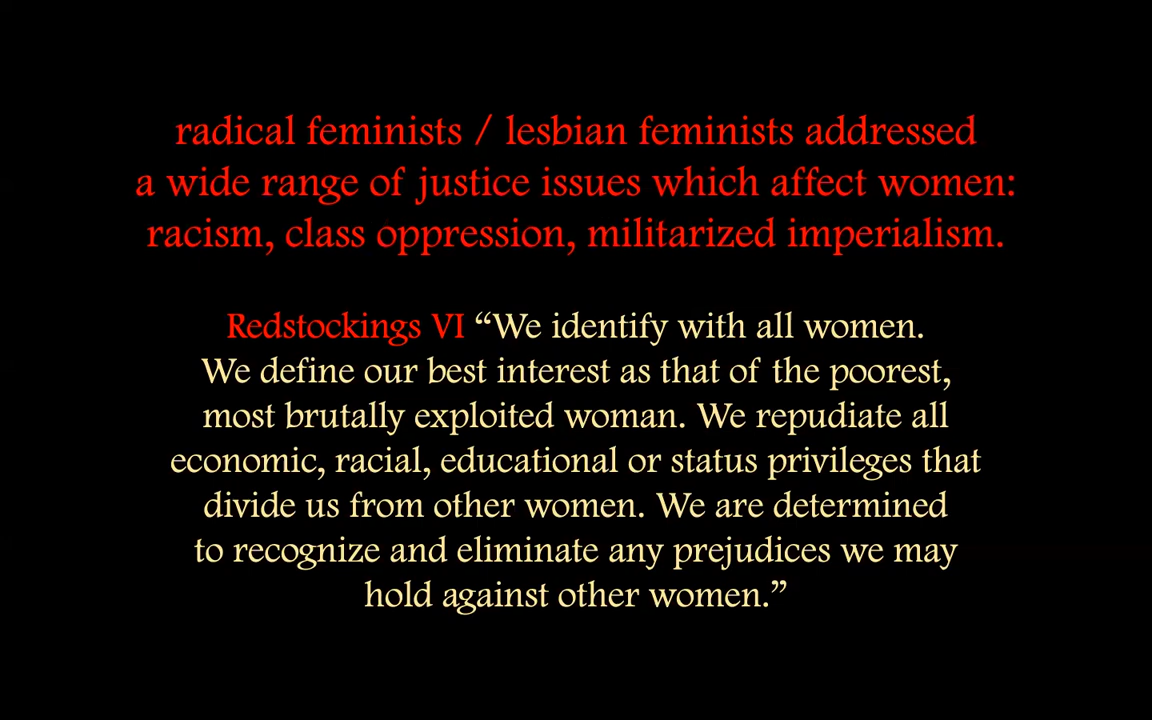 radical feminists / lesbian feminists addressed
a wide range of justice issues which affect women:
racism, class oppression, militarized imperialism.
Redstockings VI “We identify with all women.
We define our best interest as that of the poorest,
most brutally exploited woman. We repudiate all
economic, racial, educational or status privileges that
divide us from other women. We are determined
to recognize and eliminate any prejudices we may
hold against other women.”